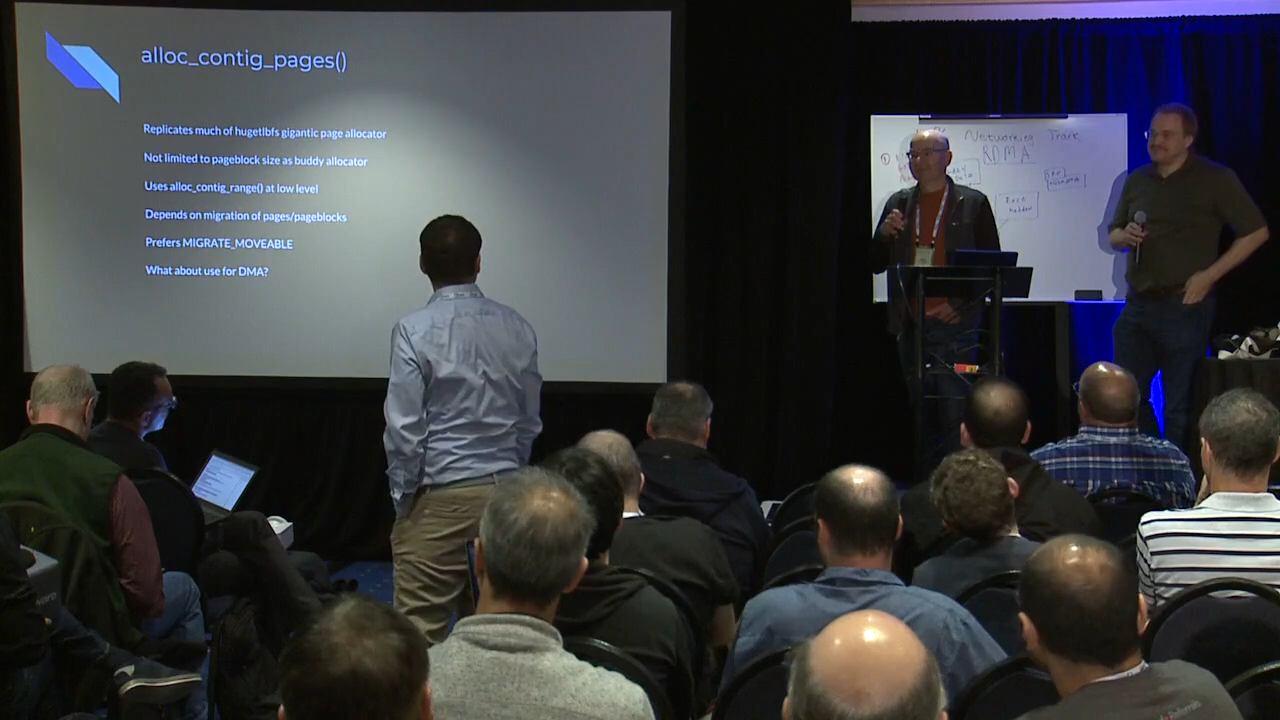 alloc_contig_pages()
Replicates much of hugetlbfs gigantic page allocator
Not limited to pageblock size as buddy allocator
Uses alloc_contig_range() at low level
Depends on migration of pages/pageblocks
Prefers MIGRATE_MOVEABLE
What about use for DMA?
Networking Track
RDMA